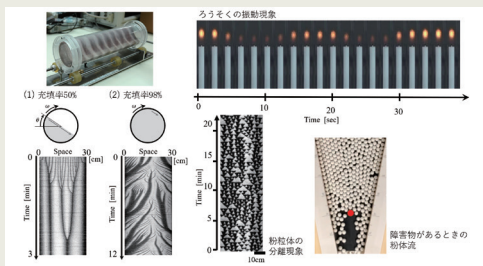 ろうそくの振動現象
0 10 20 30
Time [sec]
(1) 充填率50%
(2) 充填率98%
ω
θ
ω
0 Space 30 [cm]
Time [min]
3
0 Space 30 [cm]
Time [min]
12
20
15
10
5
0
Time [min]
10cm
粉粒体の
分離現象
障害物があるときの
粉体流